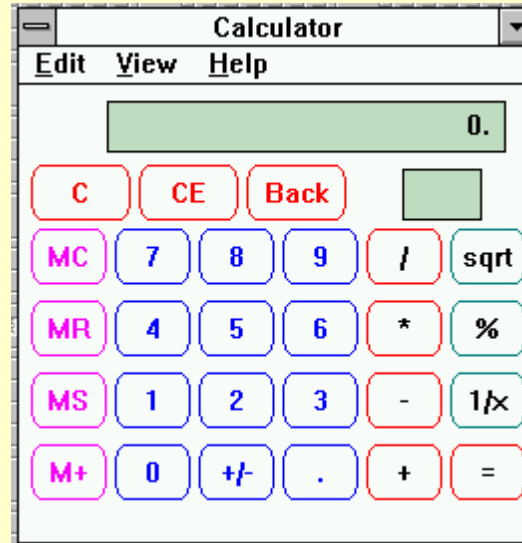 Calculator
Edit View Help
0.
C CE Back
MC 7 8 9 / sqrt
MR 4 5 6 * %
MS 1 2 3 - 1/x
M+ 0 +/- . + =